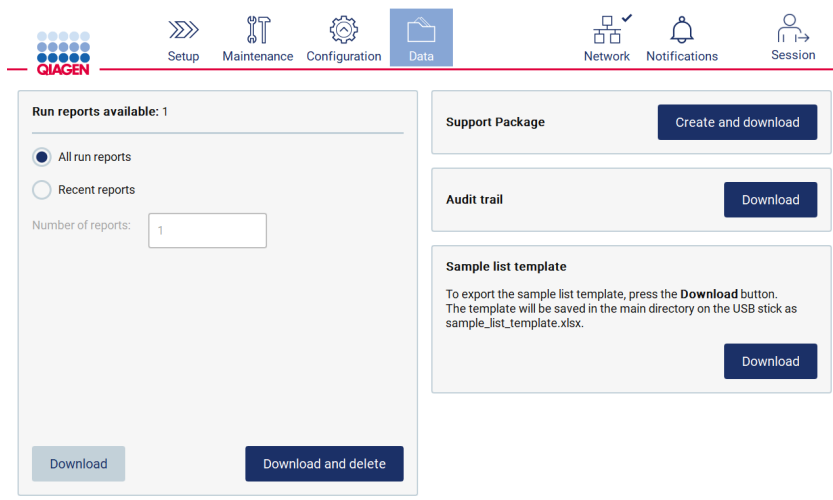 QIAGEN
Setup
Maintenance
Configuration
Data
Network
Notifications
Session
Run reports available: 1
All run reports
Recent reports
Number of reports:
1
Download
Download and delete
Support Package
Create and download
Audit trail
Download
Sample list template
To export the sample list template, press the Download button.
The template will be saved in the main directory on the USB stick as
sample_list_template.xlsx.
Download